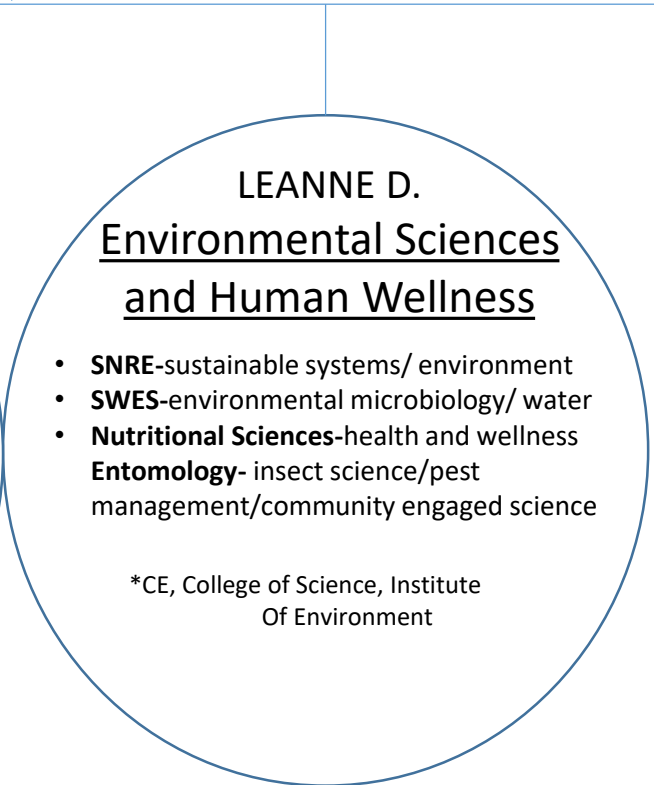 LEANNE D.
Environmental Sciences
and Human Wellness
• SNRE-sustainable systems/ environment
• SWES-environmental microbiology/ water
• Nutritional Sciences-health and wellness
Entomology- insect science/pest
management/community engaged science
*CE, College of Science, Institute
Of Environment